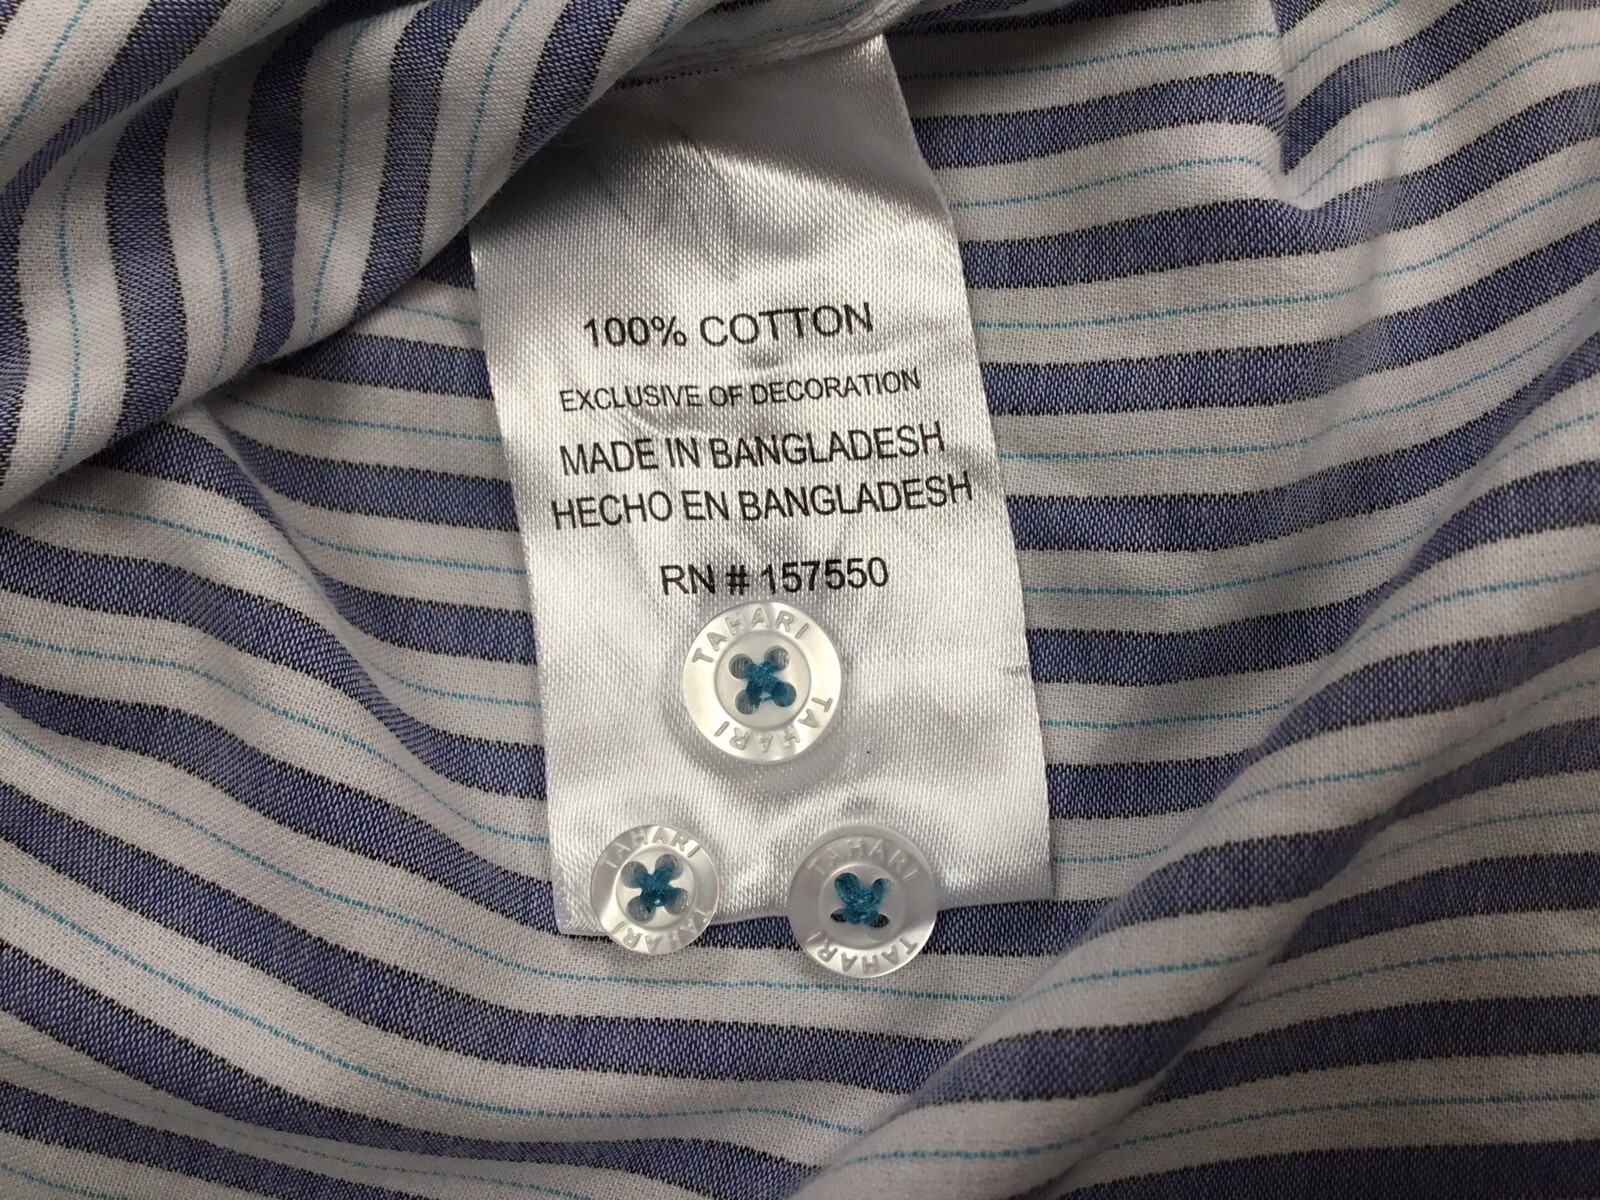 100% COTTON
EXCLUSIVE OF DECORATION
MADE IN BANGLADESH
HECHO EN BANGLADESH
RN # 157550
TAHARI
TAHARI
TAHARI
TAHARI
TAHARI
TAHARI